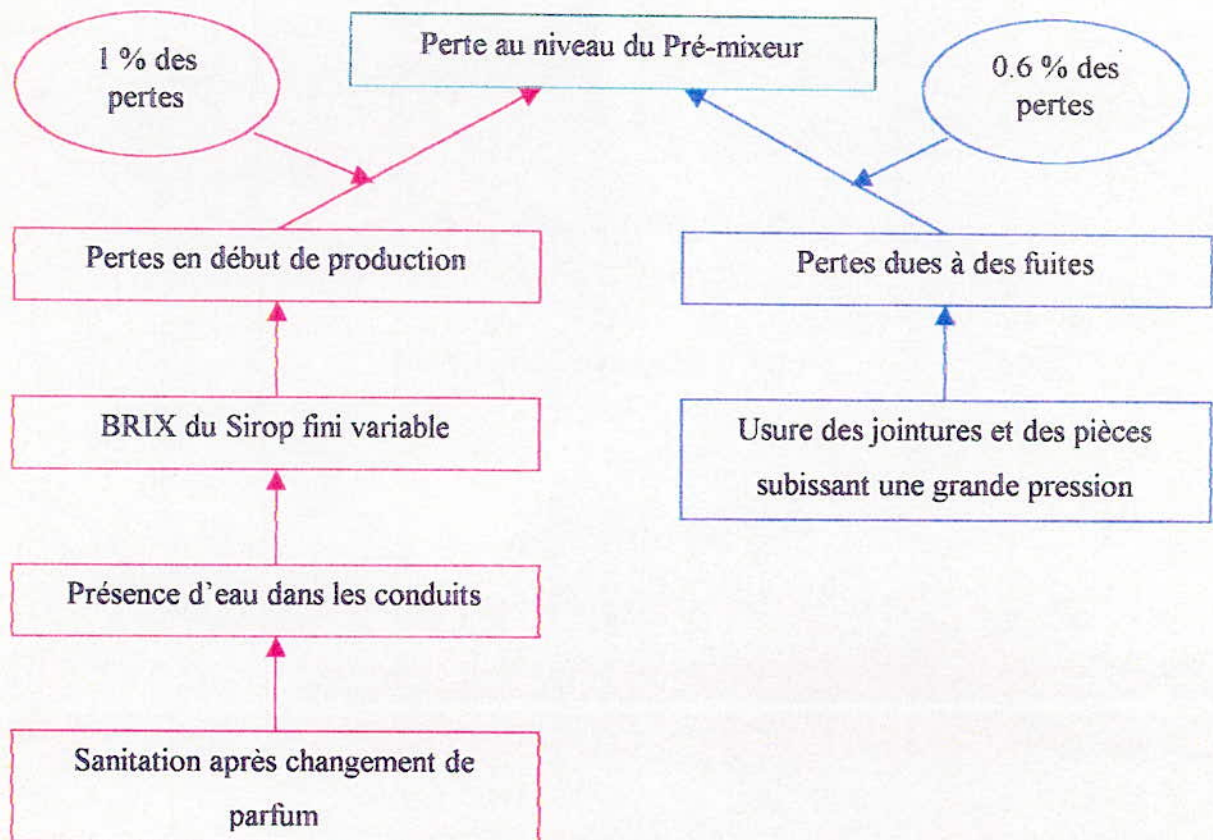 1 % des
pertes
Perte au niveau du Pré-mixeur
0.6 % des
pertes
Pertes en début de production
Pertes dues à des fuites
BRIX du Sirop fini variable
Usure des jointures et des pièces
subissant une grande pression
Présence d'eau dans les conduits
Sanitation après changement de
parfum